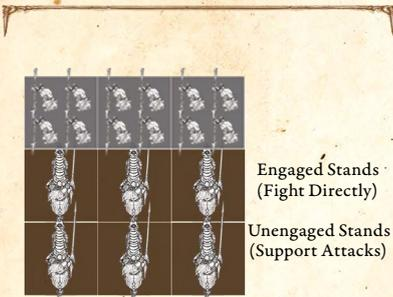 Engaged Stands
(Fight Directly)
Unengaged Stands
(Support Attacks)